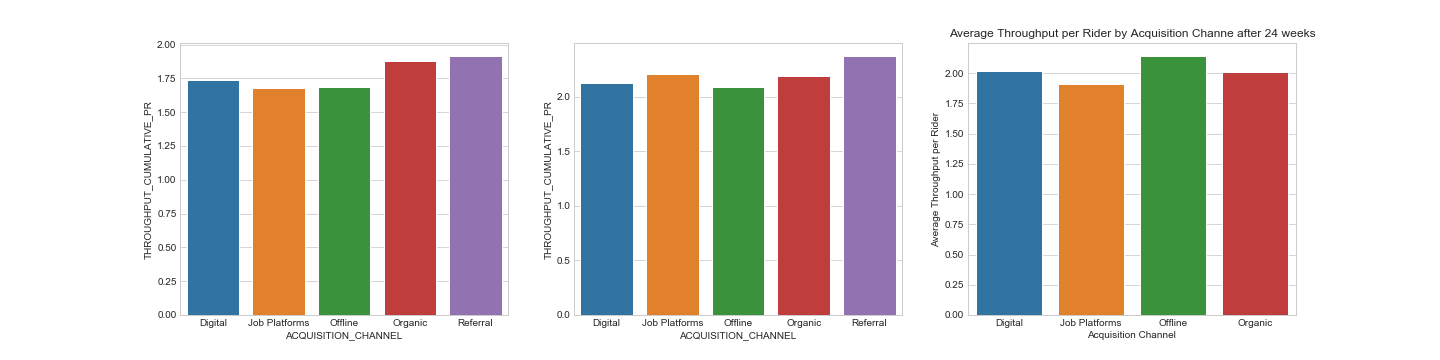 Average Throughput per Rider by Acquisition Channe after 24 weeks
THROUGHPUT_CUMULATIVE_PR
2.00
1.75
1.50
1.25
1.00
0.75
0.50
0.25
0.00
Digital Job Platforms Offline Organic Referral
ACQUISITION_CHANNEL
THROUGHPUT_CUMULATIVE_PR
2.0
1.5
1.0
0.5
0.0
Digital Job Platforms Offline Organic Referral
ACQUISITION_CHANNEL
Average Throughput per Rider
2.00
1.75
1.50
1.25
1.00
0.75
0.50
0.25
0.00
Digital Job Platforms Offline Organic
Acquisition Channel